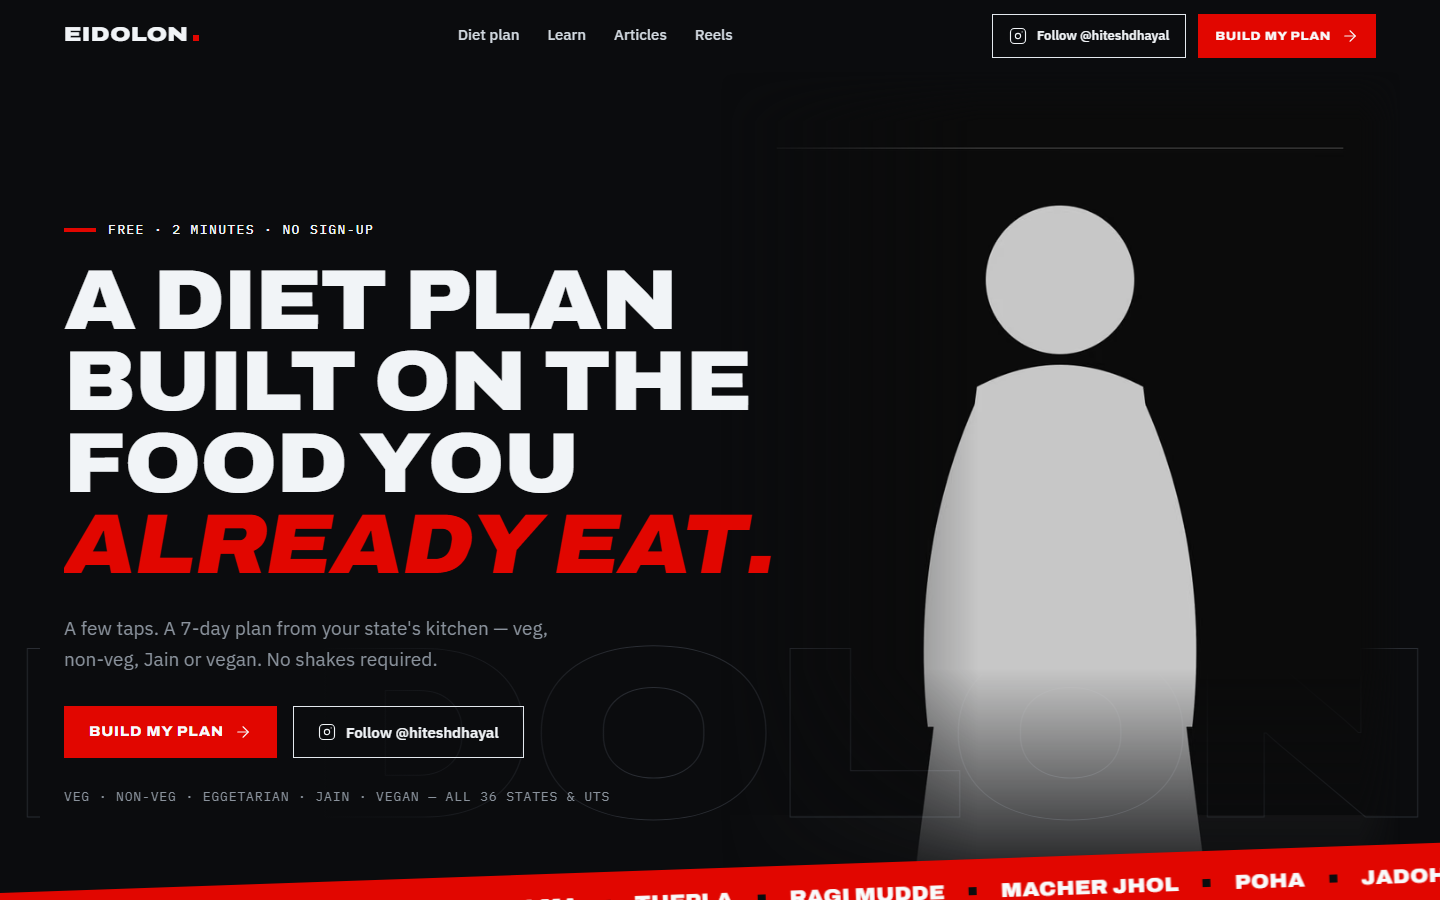 EIDOLON.
Diet plan
Learn
Articles
Reels
Follow @hiteshdhayal
BUILD MY PLAN
FREE · 2 MINUTES · NO SIGN-UP
A DIET PLAN
BUILT ON THE
FOOD YOU
ALREADY EAT.
A few taps. A 7-day plan from your state's kitchen — veg,
non-veg, Jain or vegan. No shakes required.
BUILD MY PLAN
Follow @hiteshdhayal
VEG · NON-VEG · EGGETARIAN · JAIN · VEGAN — ALL 36 STATES & UTS
THEPLA ▪ RAGI MUDDE ▪ MACHER JHOL ▪ POHA ▪